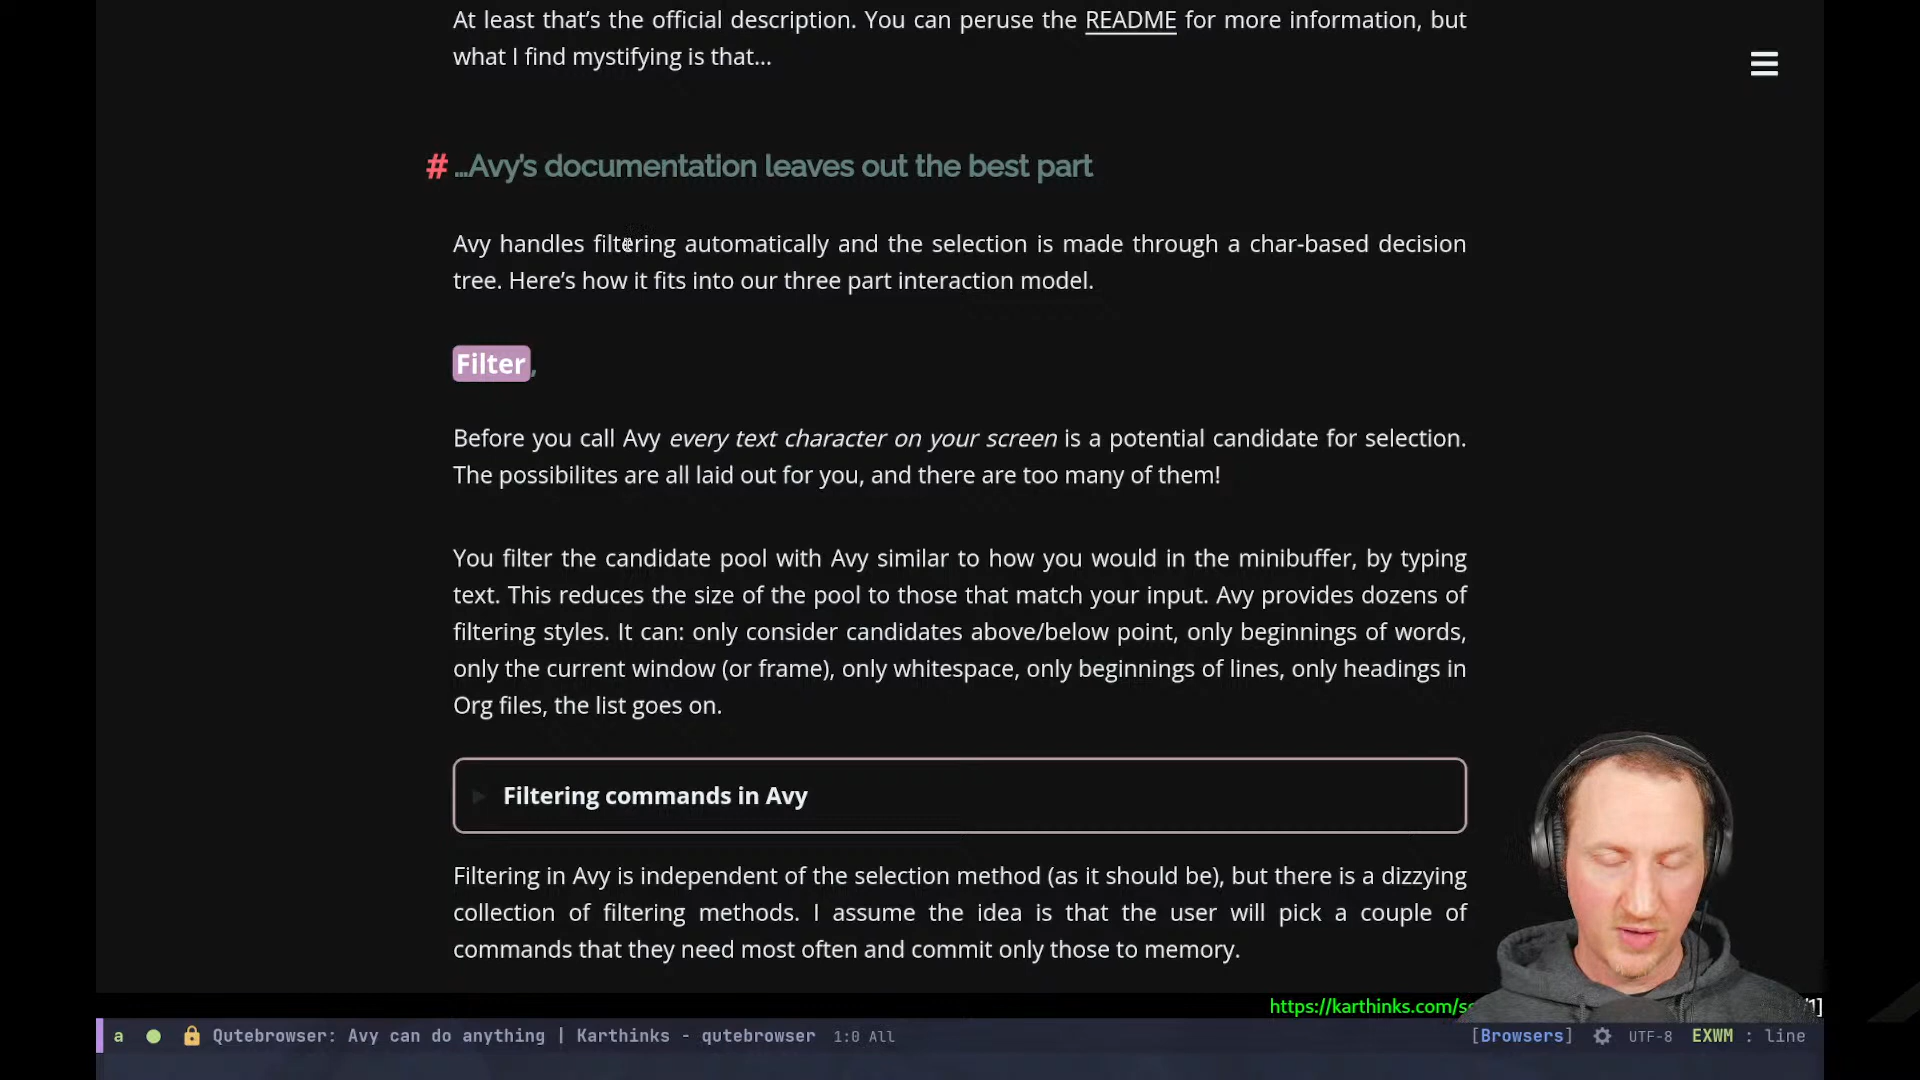 At least that’s the official description. You can peruse the README for more information, but
what I find mystifying is that…
# …Avy’s documentation leaves out the best part
Avy handles filtering automatically and the selection is made through a char-based decision
tree. Here’s how it fits into our three part interaction model.
Filter,
Before you call Avy every text character on your screen is a potential candidate for selection.
The possibilites are all laid out for you, and there are too many of them!
You filter the candidate pool with Avy similar to how you would in the minibuffer, by typing
text. This reduces the size of the pool to those that match your input. Avy provides dozens of
filtering styles. It can: only consider candidates above/below point, only beginnings of words,
only the current window (or frame), only whitespace, only beginnings of lines, only headings in
Org files, the list goes on.
Filtering commands in Avy
Filtering in Avy is independent of the selection method (as it should be), but there is a dizzying
collection of filtering methods. I assume the idea is that the user will pick a couple of
commands that they need most often and commit only those to memory.
https://karthinks.com/s /1]
a Qutebrowser: Avy can do anything | Karthinks - qutebrowser 1:0 All [Browsers] UTF-8 EXWM : line